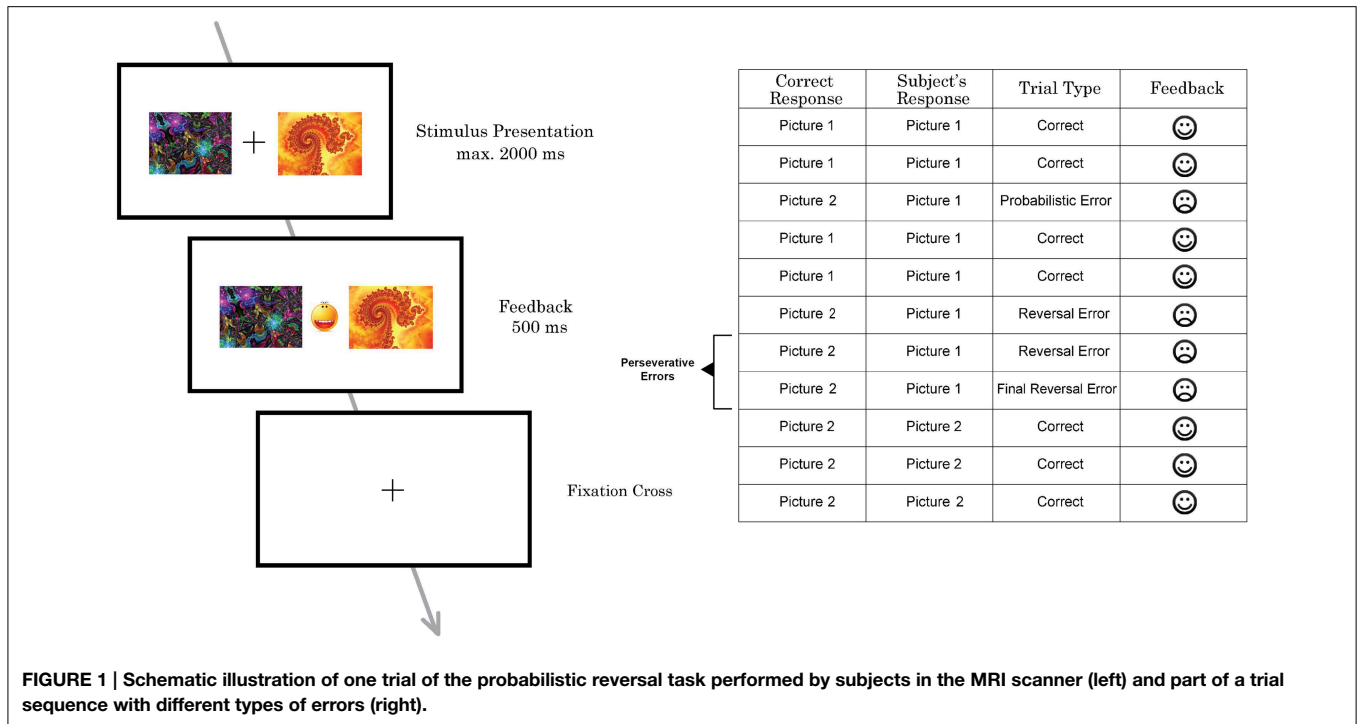 Stimulus Presentation
max. 2000 ms
Feedback
500 ms
Fixation Cross
Correct Response Subject's Response Trial Type Feedback
Picture 1 Picture 1 Correct
Picture 1 Picture 1 Correct
Picture 2 Picture 1 Probabilistic Error
Picture 1 Picture 1 Correct
Picture 1 Picture 1 Correct
Picture 2 Picture 1 Reversal Error
Perseverative
Errors
Picture 2 Picture 1 Reversal Error
Picture 2 Picture 1 Final Reversal Error
Picture 2 Picture 2 Correct
Picture 2 Picture 2 Correct
Picture 2 Picture 2 Correct
FIGURE 1 | Schematic illustration of one trial of the probabilistic reversal task performed by subjects in the MRI scanner (left) and part of a trial
sequence with different types of errors (right).